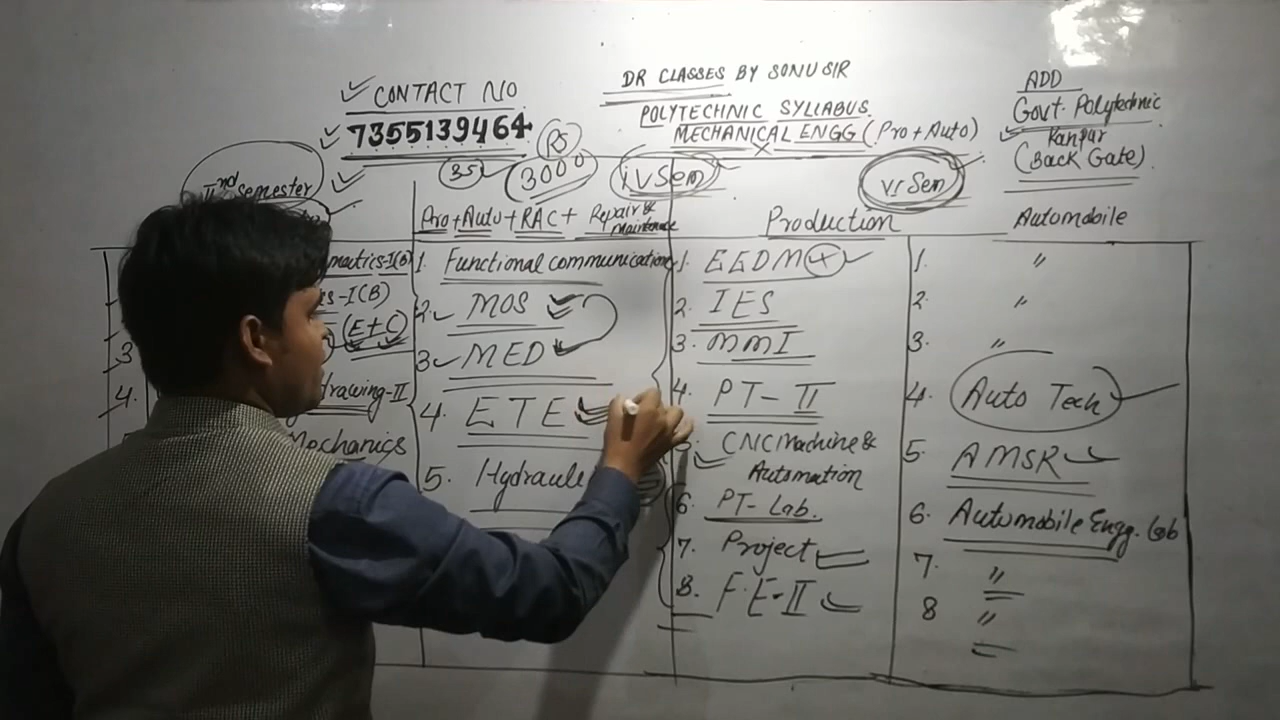 DR CLASSES BY SONU SIR
POLYTECHNIC SYLLABUS
MECHANICAL ENGG (Pro + Auto)
CONTACT NO
7355139464
ADD
Govt. Polytechnic
Kanpur
(Back Gate)
IInd semester
35
3000
RS
IV Sem
VI Sem
matics-I(B)
s-I(B)
(E+C)
3
4.
rawing-II
Mechanics
Pro + Auto + RAC + Repair &
1. Functional communication
2. MOS
3. MED
4. ETE
5.
Production
1. EEDM (+)
2. IES
3. MMI
4. PT-II
CNC Machine &
Automation
6. PT-Lab.
7. Project
8. F.E-II
Automobile
1. "
2. "
3. "
4. Auto Tech
5. AMSR
6. Automobile Engg. Lab
7. "
8 "